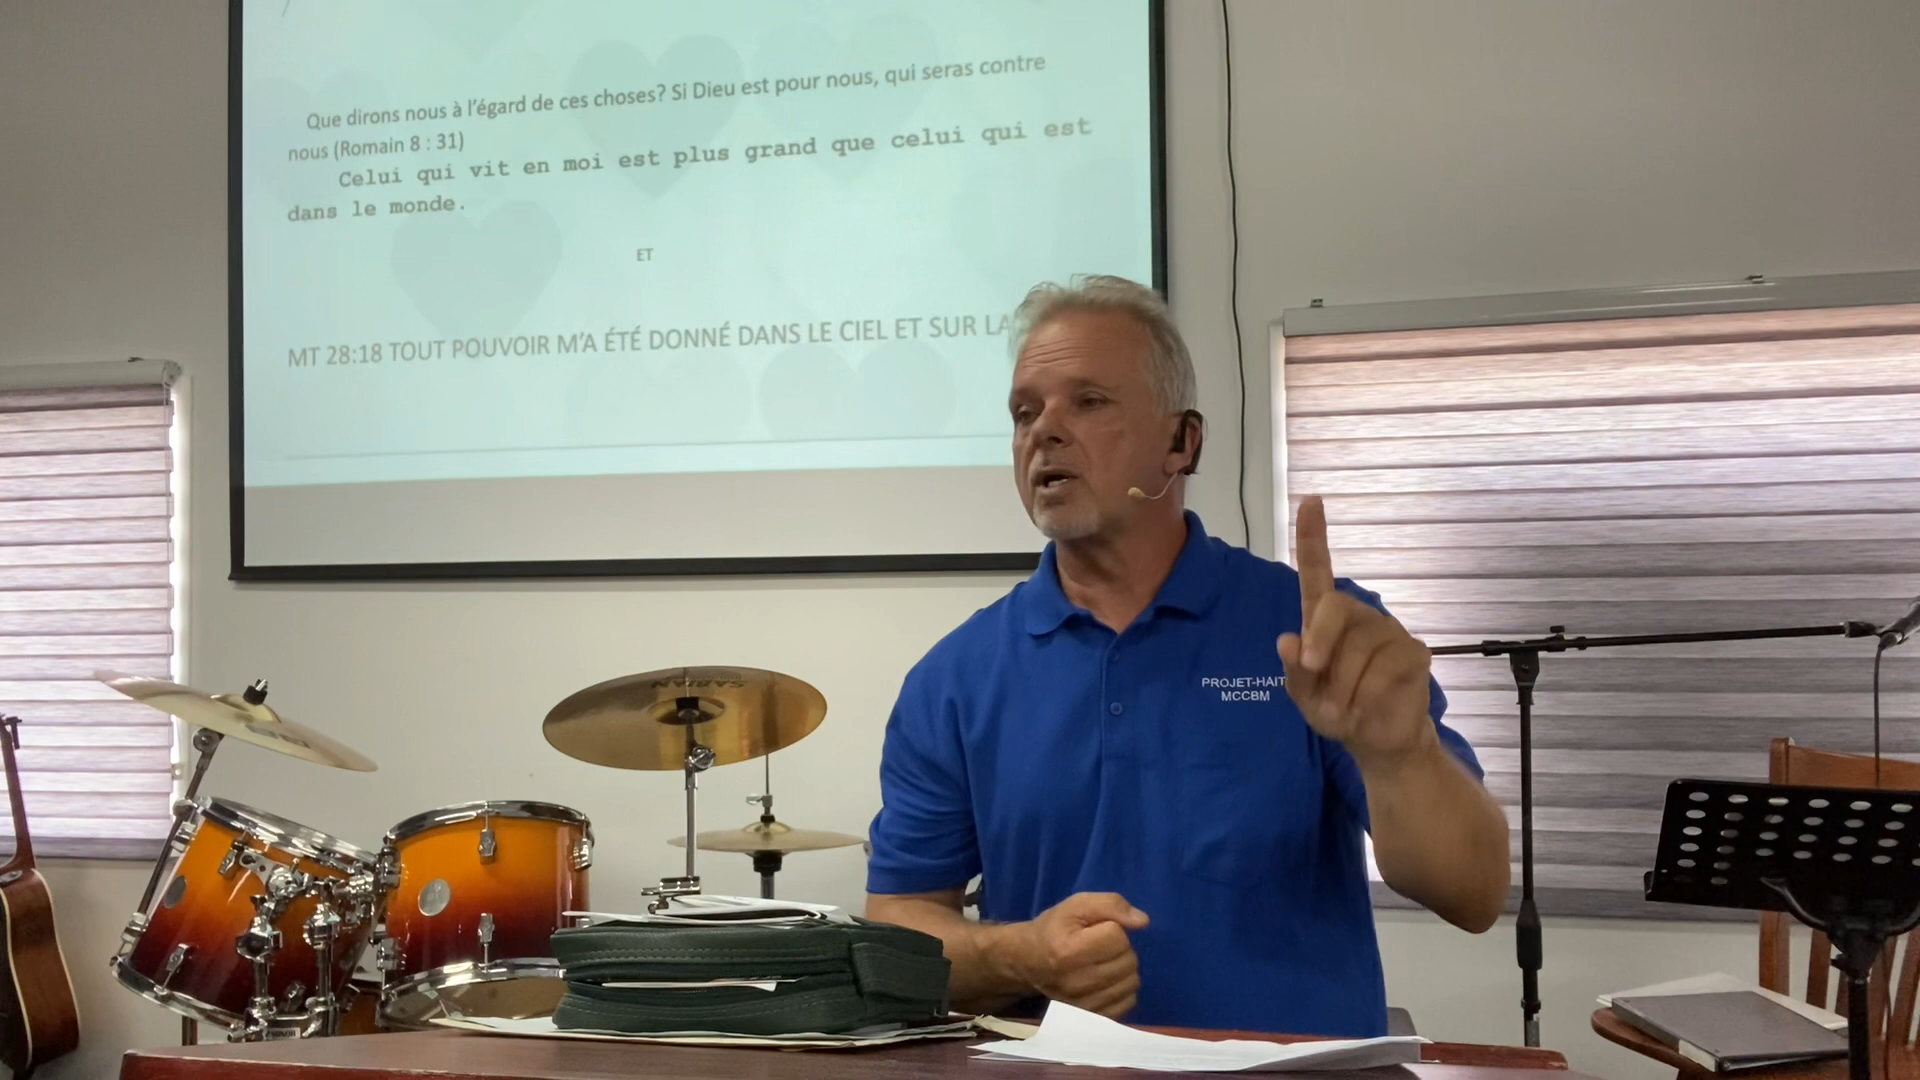 Que dirons nous à l'égard de ces choses? Si Dieu est pour nous, qui seras contre
nous (Romain 8 : 31)
Celui qui vit en moi est plus grand que celui qui est
dans le monde.
ET
MT 28:18 TOUT POUVOIR M'A ÉTÉ DONNÉ DANS LE CIEL ET SUR LA
PROJET-HAIT
MCCBM
SABIAN